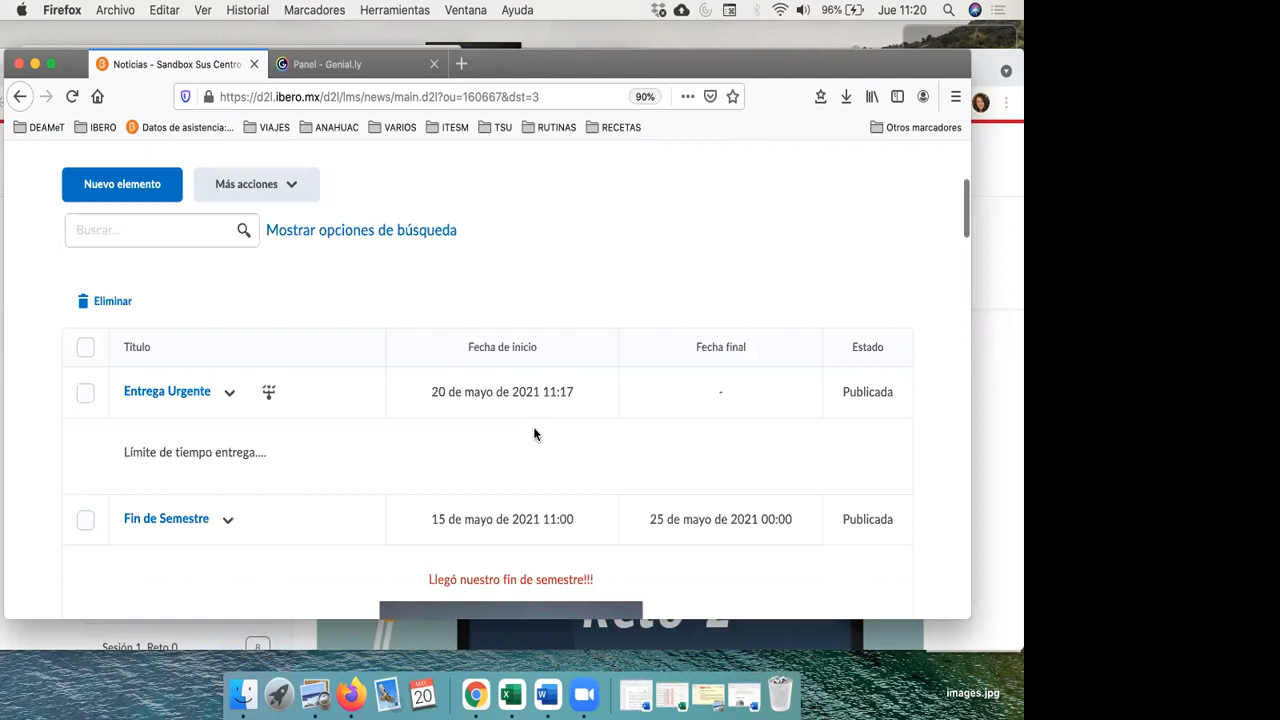 Firefox Archivo Editar Ver Historial Marcadores Herramientas Ventana Ayuda 96% Jue 11:20
Noticias - Sandbox Sus Centro Panel - Genial.ly
https://d2l.ibero.mx/d2l/lms/news/main.d2l?ou=160667&dst=3 90%
DEAMeT IBERO Datos de asistencia:... VIAJES ANAHUAC VARIOS ITESM TSU RUTINAS RECETAS Otros marcadores
Nuevo elemento Más acciones
Buscar... Mostrar opciones de búsqueda
Eliminar
Título Fecha de inicio Fecha final Estado
Entrega Urgente 20 de mayo de 2021 11:17 - Publicada
Límite de tiempo entrega....
Fin de Semestre 15 de mayo de 2021 11:00 25 de mayo de 2021 00:00 Publicada
Llegó nuestro fin de semestre!!!
Reto 2
Sesión 1. Reto 0 8
MAY
20
images.jpg